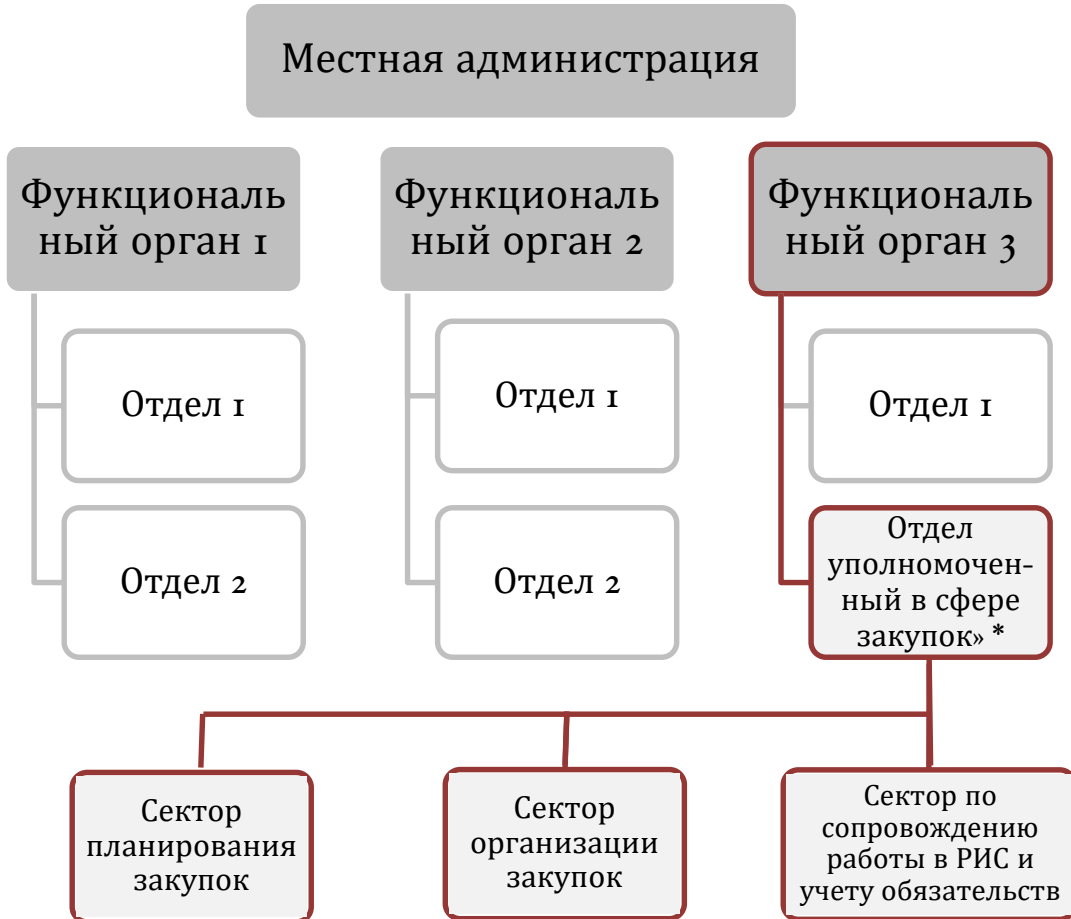 Местная администрация
Функциональ
ный орган 1
Функциональ
ный орган 2
Функциональ
ный орган 3
Отдел 1
Отдел 1
Отдел 1
Отдел 2
Отдел 2
Отдел
уполномочен-
ный в сфере
закупок» *
Сектор
планирования
закупок
Сектор
организации
закупок
Сектор по
сопровождению
работы в РИС и
учету обязательств